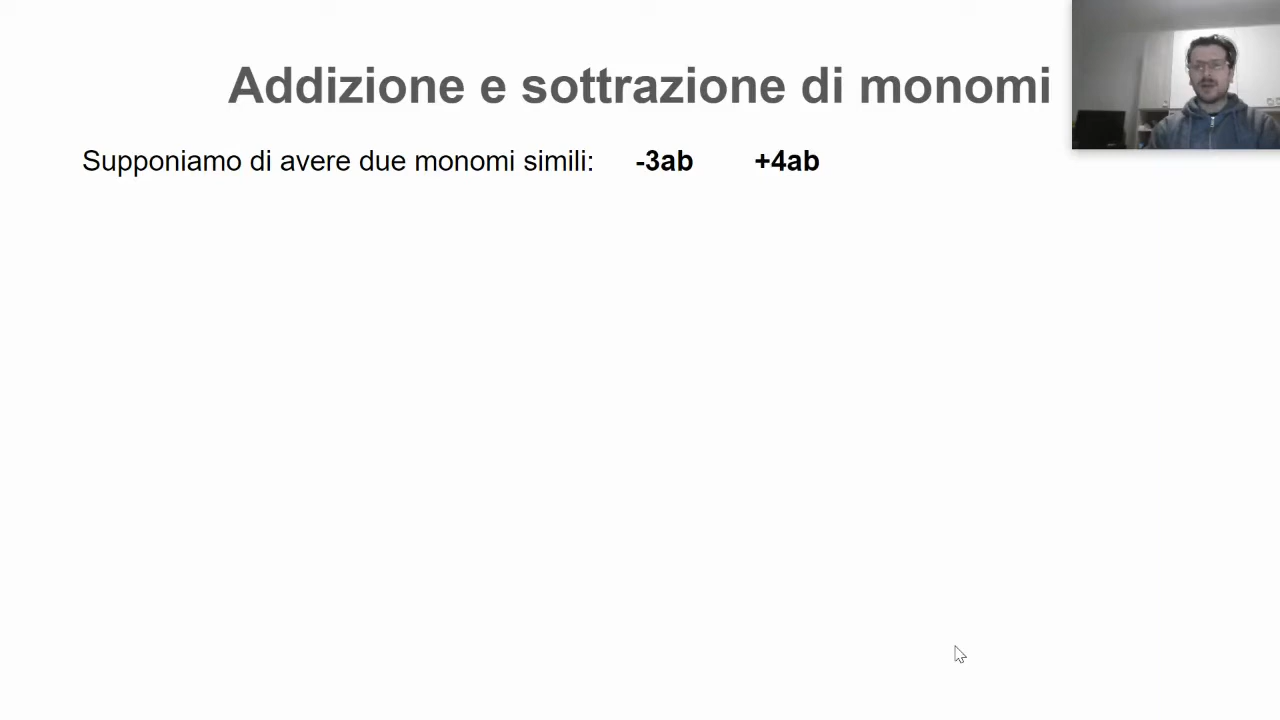 Addizione e sottrazione di monomi
Supponiamo di avere due monomi simili: -3ab +4ab